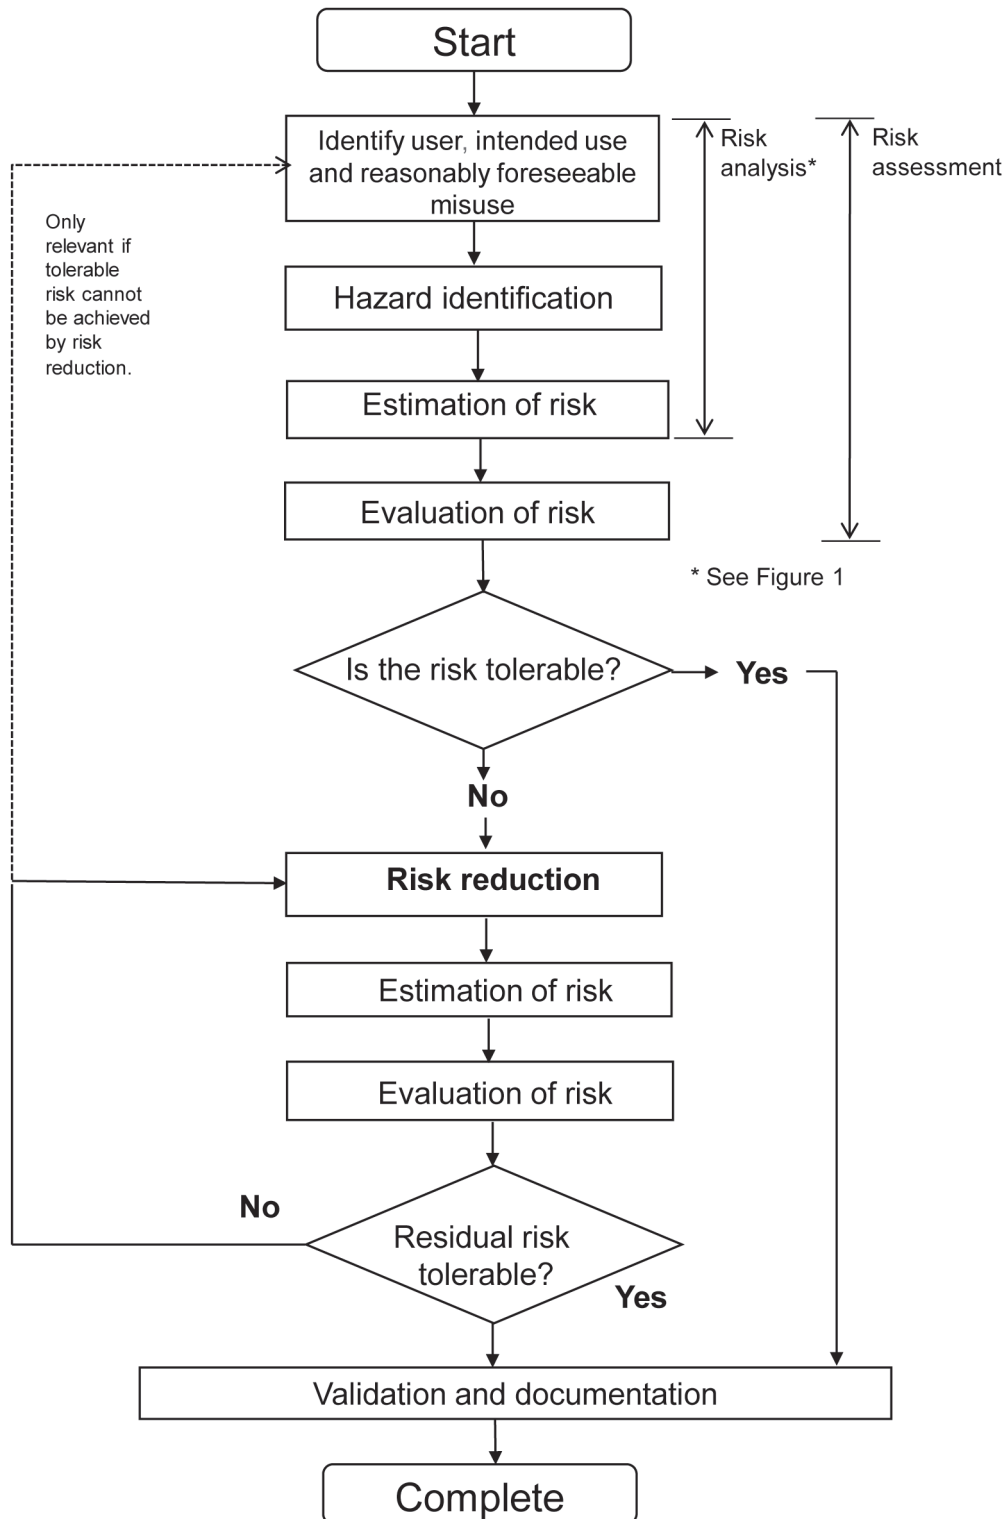 Start
Identify user, intended use
and reasonably foreseeable
misuse
Risk
analysis*
Risk
assessment
Only
relevant if
tolerable
risk cannot
be achieved
by risk
reduction.
Hazard identification
Estimation of risk
Evaluation of risk
* See Figure 1
Is the risk tolerable?
Yes
No
Risk reduction
Estimation of risk
Evaluation of risk
No
Residual risk
tolerable?
Yes
Validation and documentation
Complete